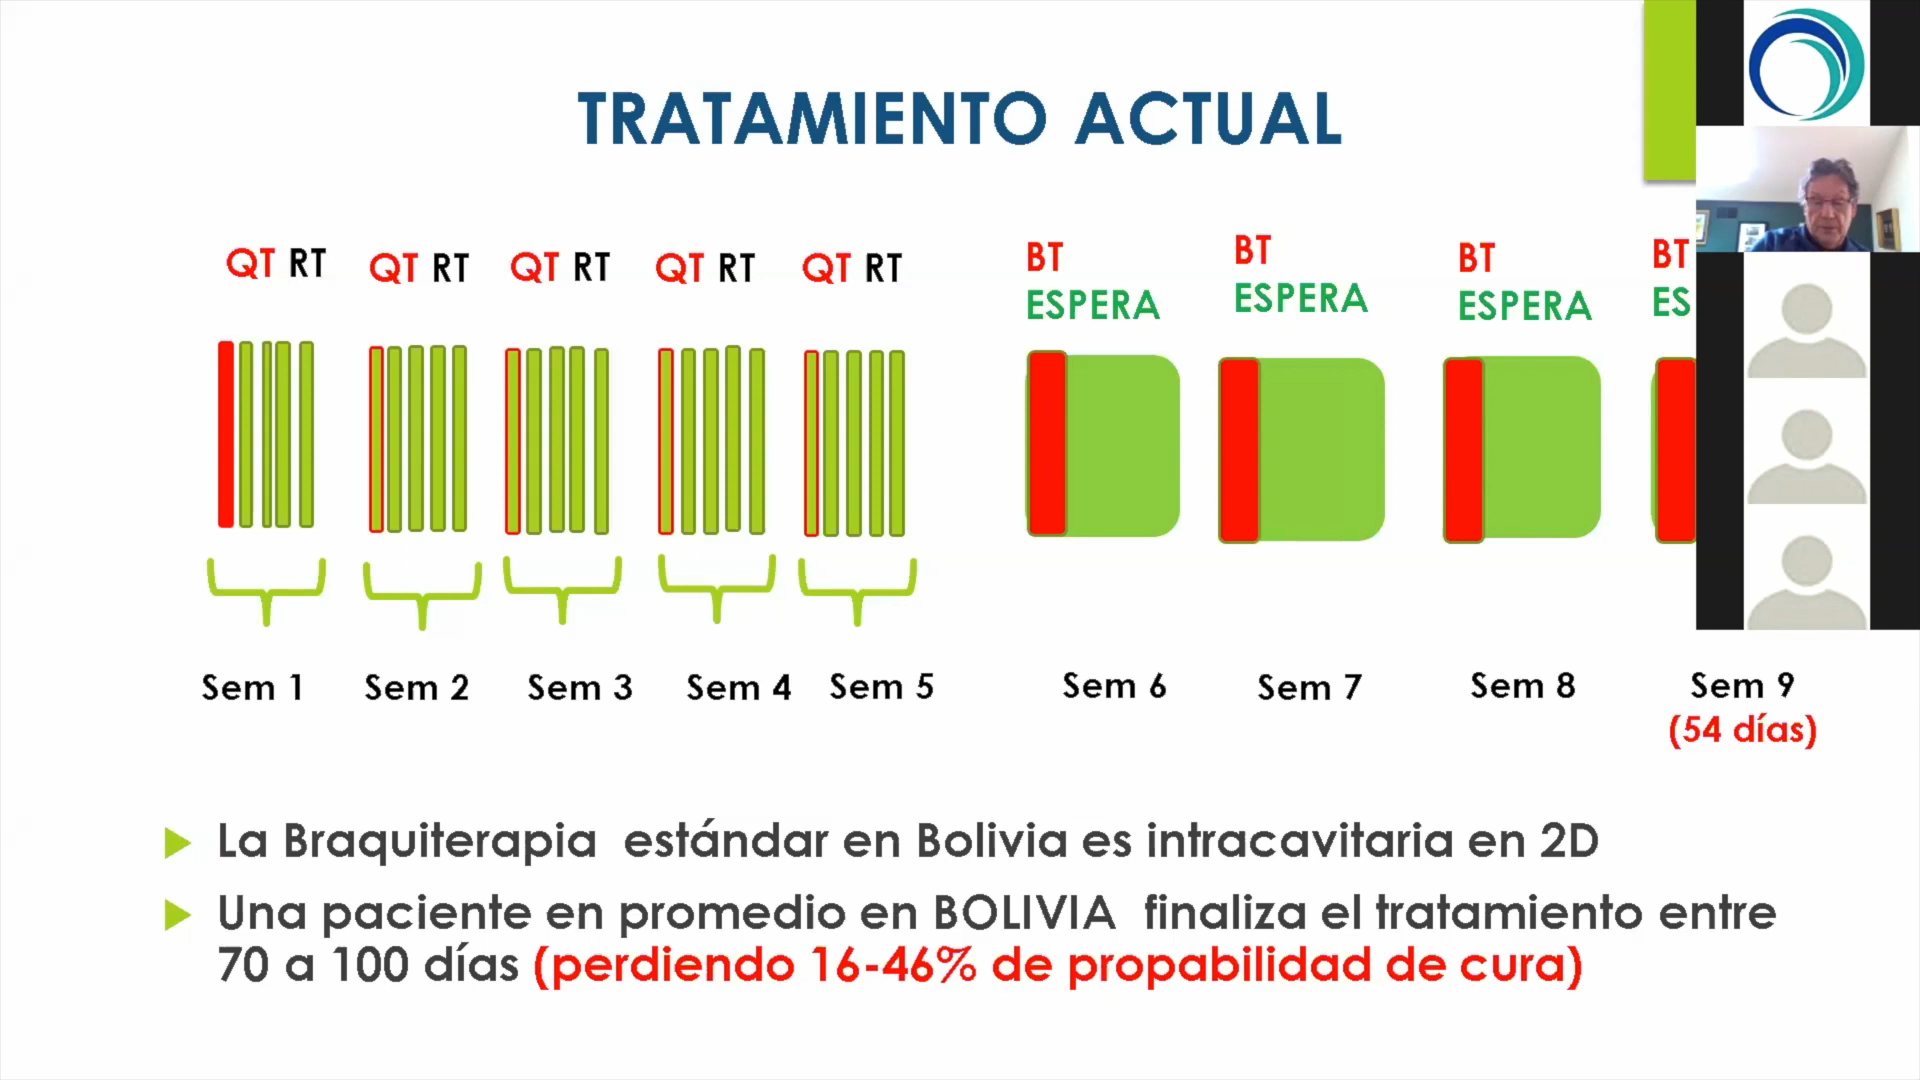 TRATAMIENTO ACTUAL
QT RT
QT RT
QT RT
QT RT
QT RT
BT
ESPERA
BT
ESPERA
BT
ESPERA
BT
ES
Sem 1
Sem 2
Sem 3
Sem 4
Sem 5
Sem 6
Sem 7
Sem 8
Sem 9
(54 días)
La Braquiterapia estándar en Bolivia es intracavitaria en 2D
Una paciente en promedio en BOLIVIA finaliza el tratamiento entre
70 a 100 días (perdiendo 16-46% de propabilidad de cura)